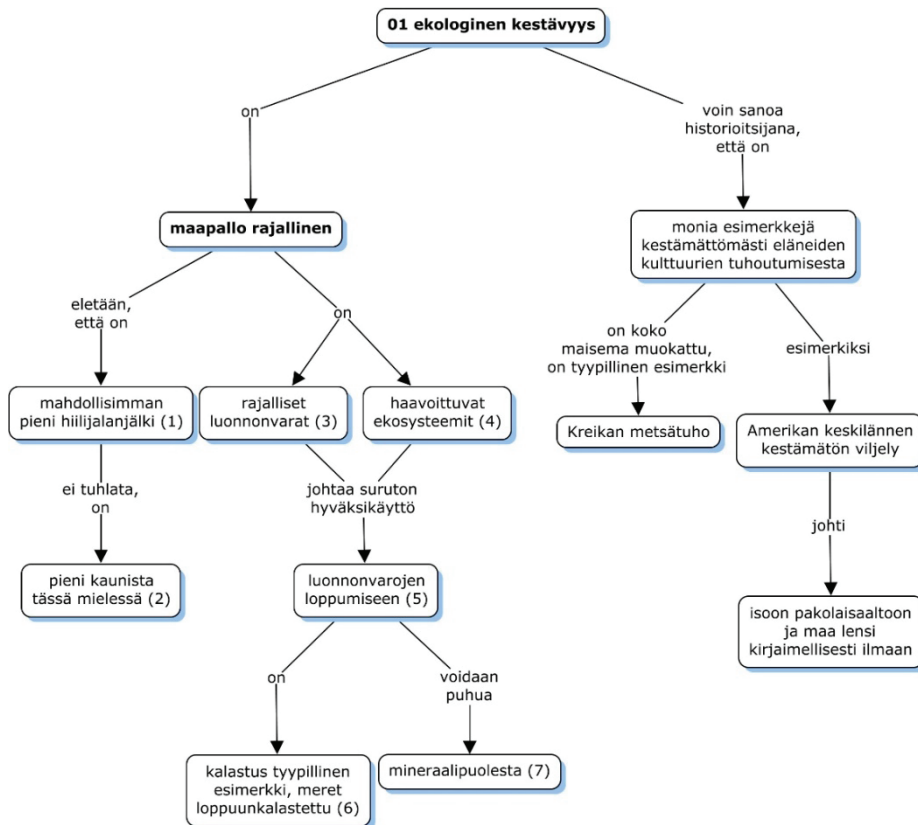 01 ekologinen kestävyys
on
voin sanoa
historioitsijana,
että on
maapallo rajallinen
monia esimerkkejä
kestämättömästi eläneiden
kulttuurien tuhoutumisesta
eletään,
että on
on
on koko
maisema muokattu,
on tyypillinen esimerkki
esimerkiksi
mahdollisimman
pieni hiilijalanjälki (1)
rajalliset
luonnonvarat (3)
haavoittuvat
ekosysteemit (4)
Kreikan metsätuho
Amerikan keskilännen
kestämätön viljely
ei tuhlata,
on
johtaa suruton
hyväksikäyttö
johti
pieni kaunista
tässä mielessä (2)
luonnonvarojen
loppumiseen (5)
isoon pakolaisaaltoon
ja maa lensi
kirjaimellisesti ilmaan
on
voidaan
puhua
kalastus tyypillinen
esimerkki, meret
loppuunkalastettu (6)
mineraalipuolesta (7)